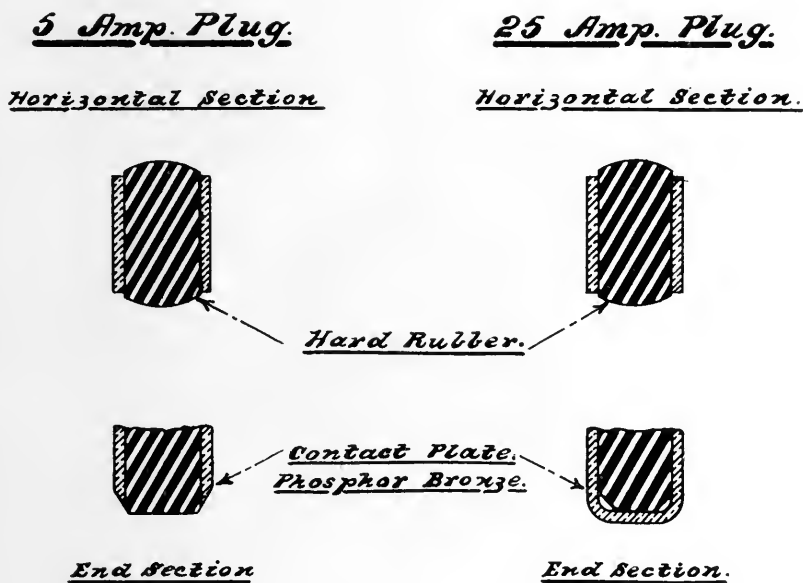 5 Amp. Plug.
25 Amp. Plug.
Horizontal Section
Horizontal Section.
Hard Rubber.
Contact Plate.
Phosphor Bronze.
End Section
End Section.